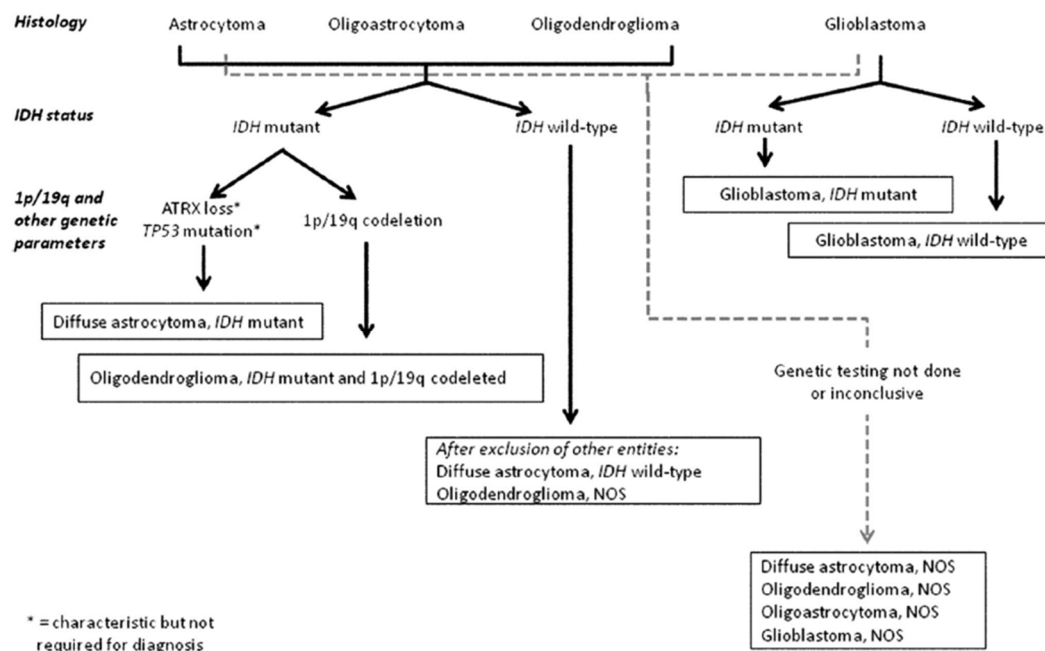 Histology
Astrocytoma
Oligoastrocytoma
Oligodendroglioma
Glioblastoma
IDH status
IDH mutant
IDH wild-type
IDH mutant
IDH wild-type
Glioblastoma, IDH mutant
Glioblastoma, IDH wild-type
1p/19q and
other genetic
parameters
ATRX loss*
TP53 mutation*
1p/19q codeletion
Diffuse astrocytoma, IDH mutant
Oligodendroglioma, IDH mutant and 1p/19q codeleted
Genetic testing not done
or inconclusive
After exclusion of other entities:
Diffuse astrocytoma, IDH wild-type
Oligodendroglioma, NOS
Diffuse astrocytoma, NOS
Oligodendroglioma, NOS
Oligoastrocytoma, NOS
Glioblastoma, NOS
* = characteristic but not
required for diagnosis